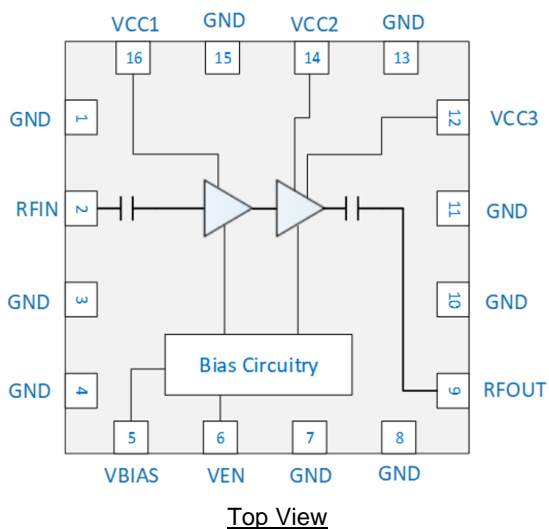 VCC1 GND VCC2 GND
16 15 14 13
GND 1 12 VCC3
RFIN 2 11 GND
GND 3 10 GND
Bias Circuitry
GND 4 9 RFOUT
5 6 7 8
VBIAS VEN GND GND
Top View